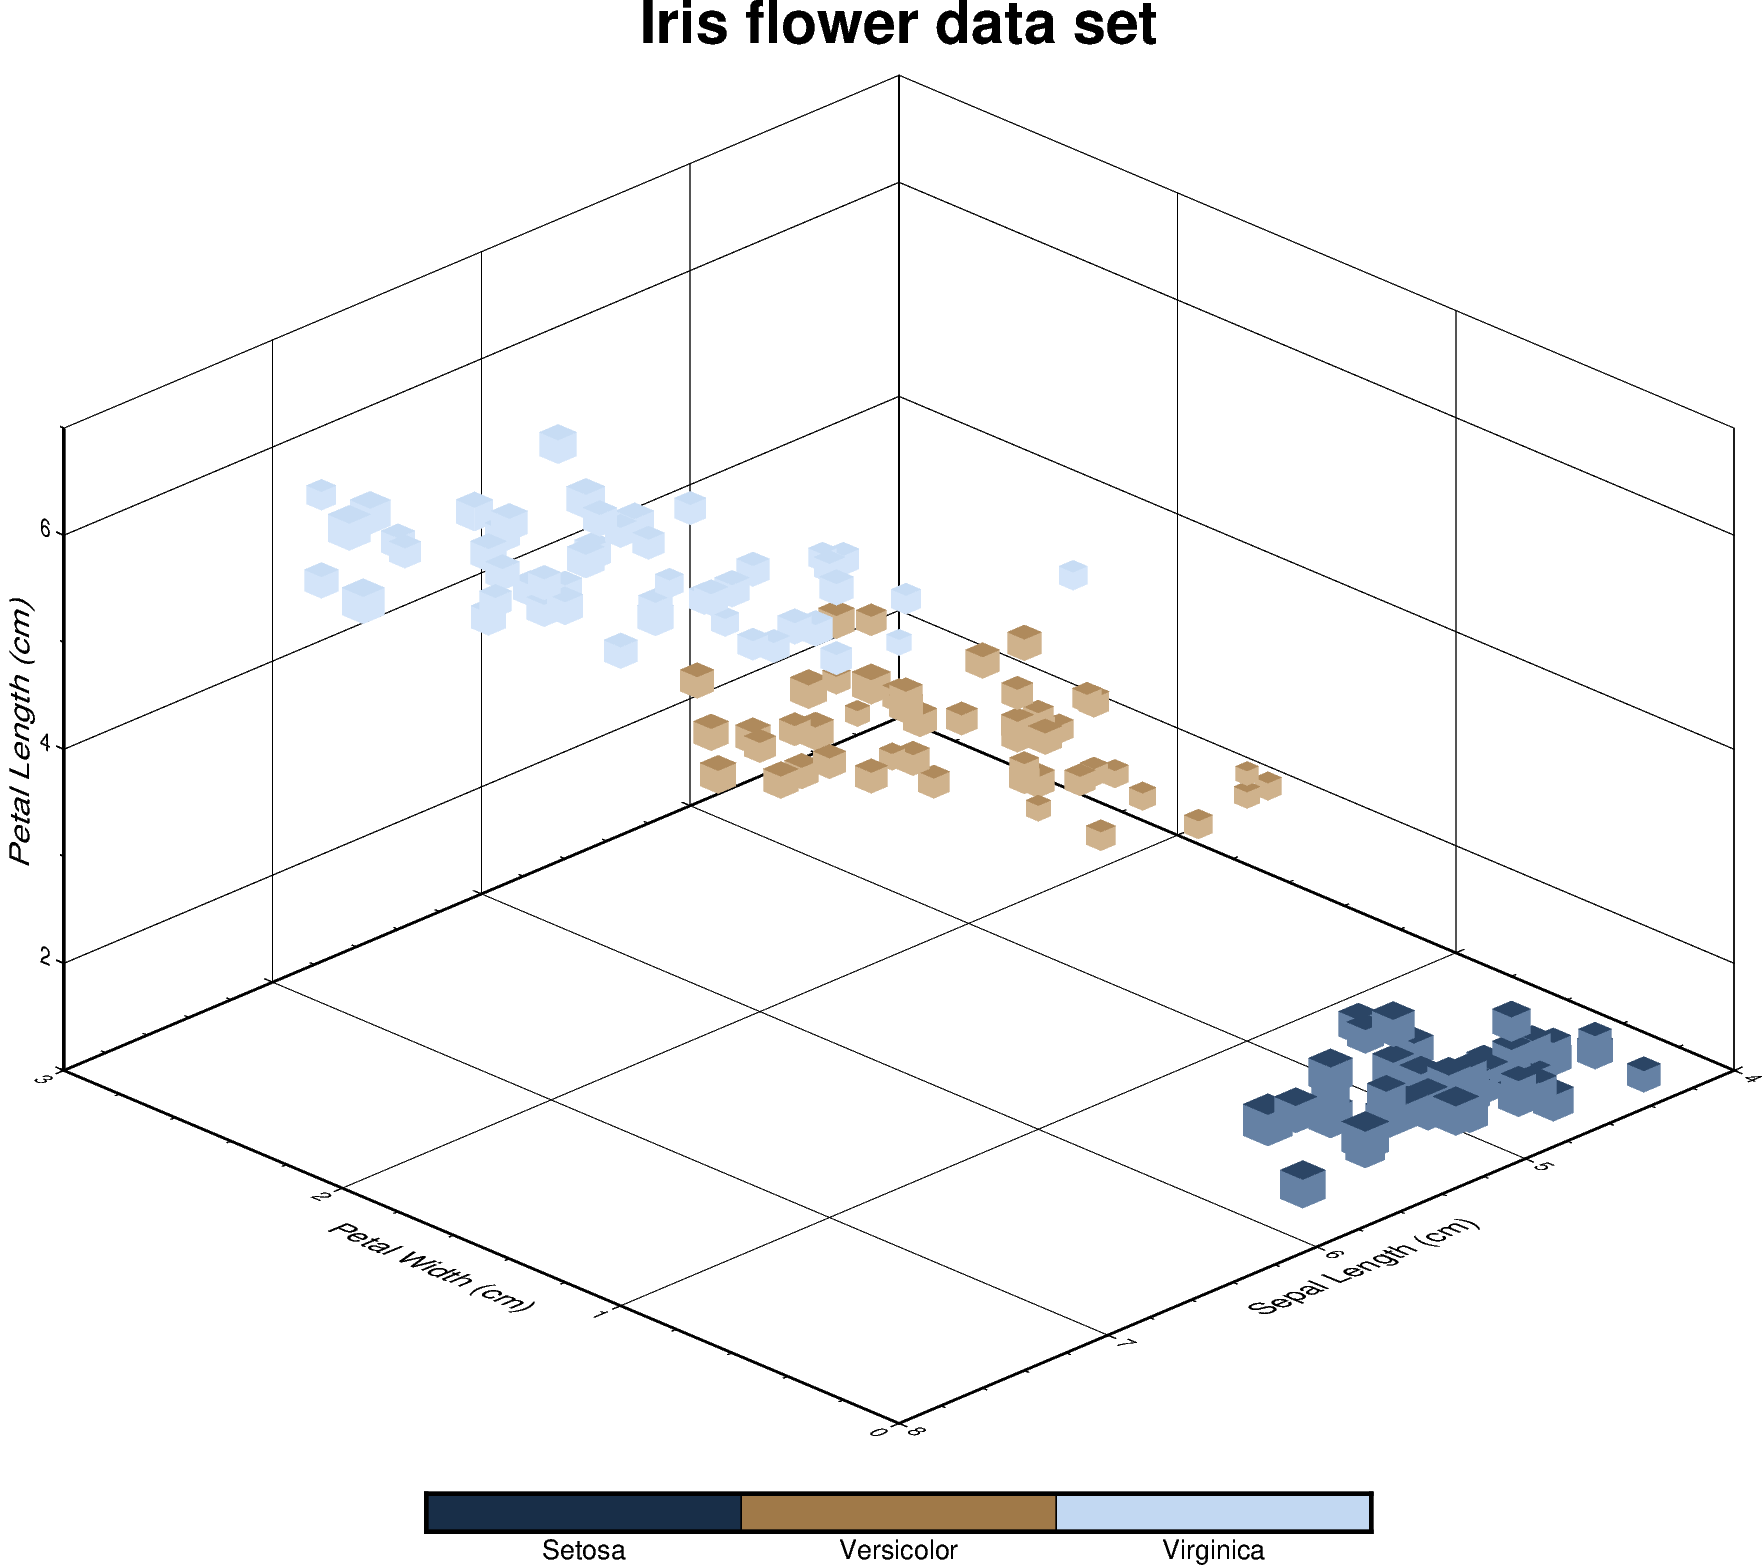 Iris flower data set
6
4
2
Petal Length (cm)
3
2
1
0
Petal Width (cm)
4
5
6
7
8
Sepal Length (cm)
Setosa
Versicolor
Virginica